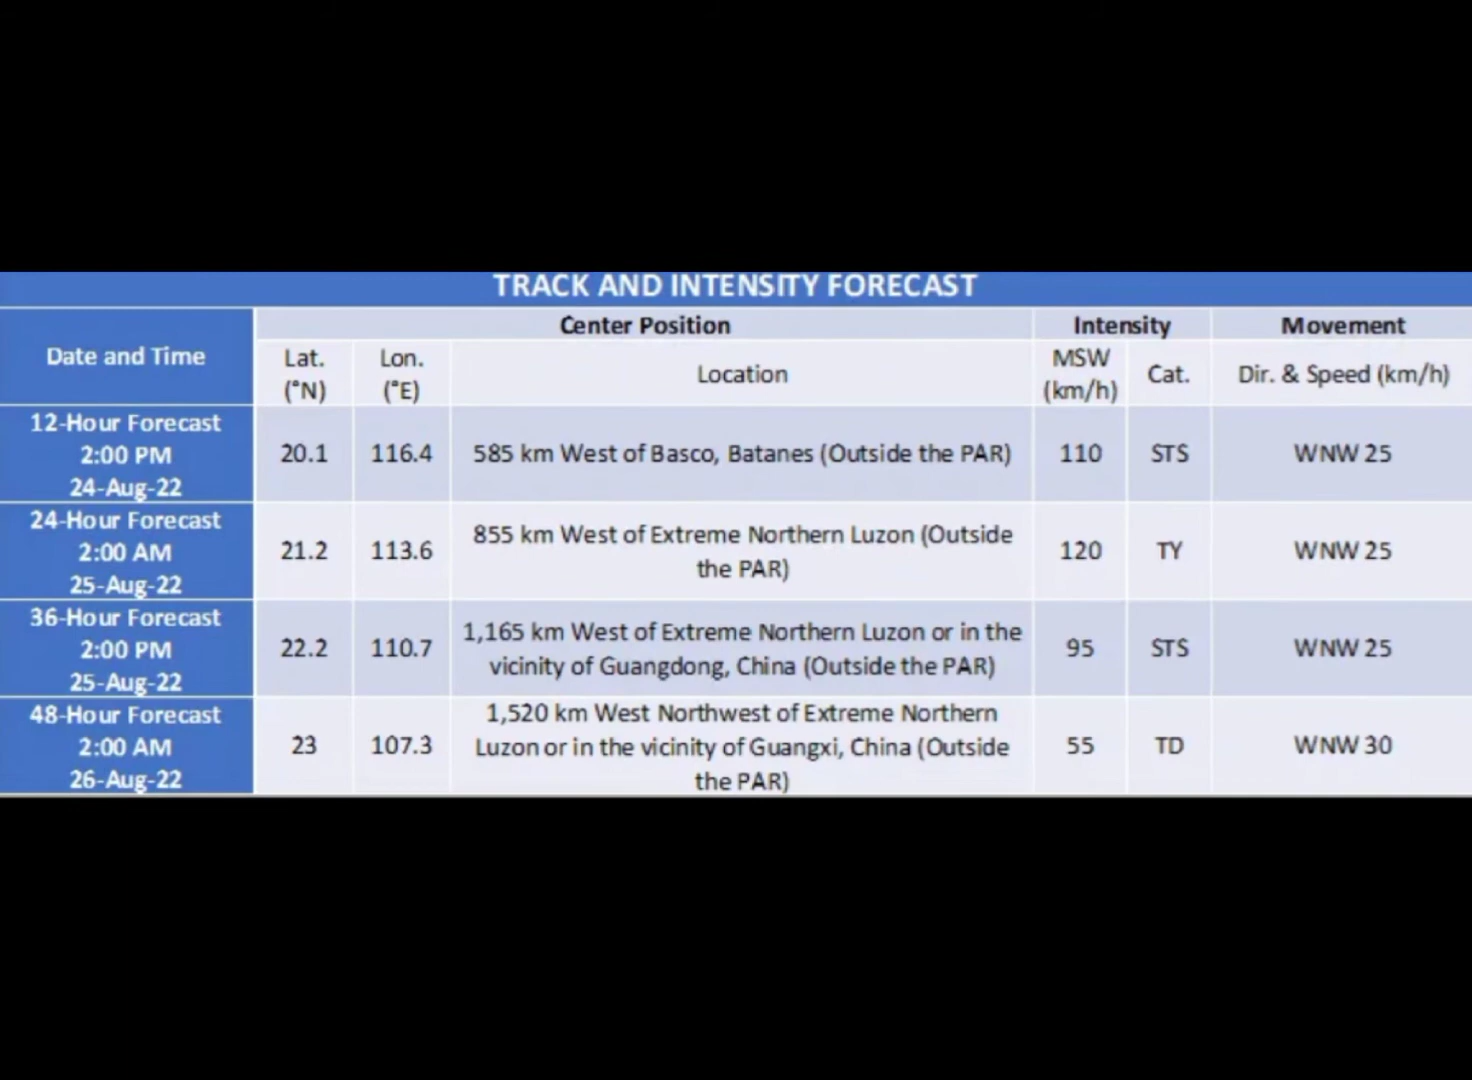 TRACK AND INTENSITY FORECAST
Date and Time
Center Position
Intensity
Movement
Lat.
(°N)
Lon.
(°E)
Location
MSW
(km/h)
Cat.
Dir. & Speed (km/h)
12-Hour Forecast
2:00 PM
24-Aug-22
20.1
116.4
585 km West of Basco, Batanes (Outside the PAR)
110
STS
WNW 25
24-Hour Forecast
2:00 AM
25-Aug-22
21.2
113.6
855 km West of Extreme Northern Luzon (Outside
the PAR)
120
TY
WNW 25
36-Hour Forecast
2:00 PM
25-Aug-22
22.2
110.7
1,165 km West of Extreme Northern Luzon or in the
vicinity of Guangdong, China (Outside the PAR)
95
STS
WNW 25
48-Hour Forecast
2:00 AM
26-Aug-22
23
107.3
1,520 km West Northwest of Extreme Northern
Luzon or in the vicinity of Guangxi, China (Outside
the PAR)
55
TD
WNW 30